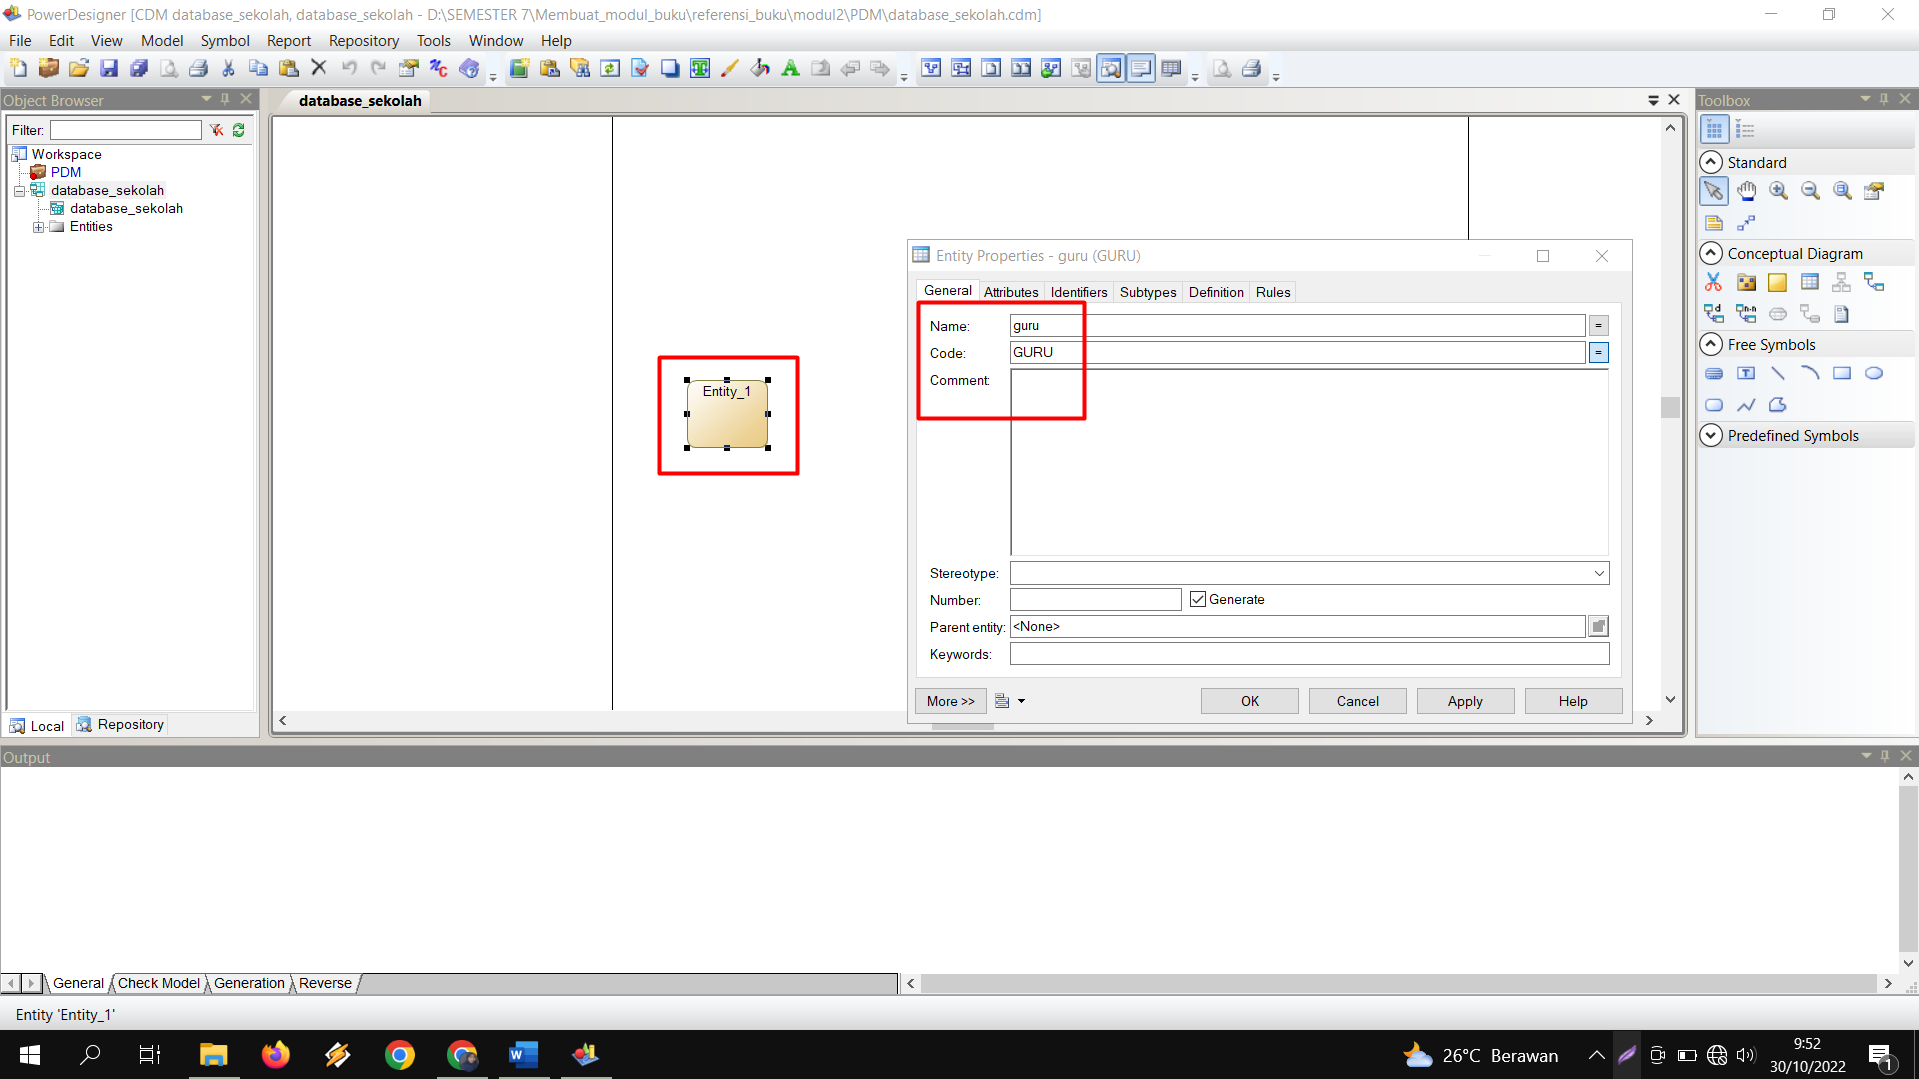 PowerDesigner [CDM database_sekolah, database_sekolah - D:\SEMESTER 7\Membuat_modul_buku\referensi_buku\modul2\PDM\database_sekolah.cdm]
File Edit View Model Symbol Report Repository Tools Window Help
Object Browser
database_sekolah
Toolbox
Filter:
Workspace
PDM
database_sekolah
database_sekolah
Entities
Standard
Conceptual Diagram
Free Symbols
Predefined Symbols
Entity_1
Entity Properties - guru (GURU)
General Attributes Identifiers Subtypes Definition Rules
Name: guru =
Code: GURU =
Comment:
Stereotype:
Number: Generate
Parent entity: <None>
Keywords:
More >> OK Cancel Apply Help
Local Repository
Output
General Check Model Generation Reverse
Entity 'Entity_1'
26°C Berawan
9:52
30/10/2022
1